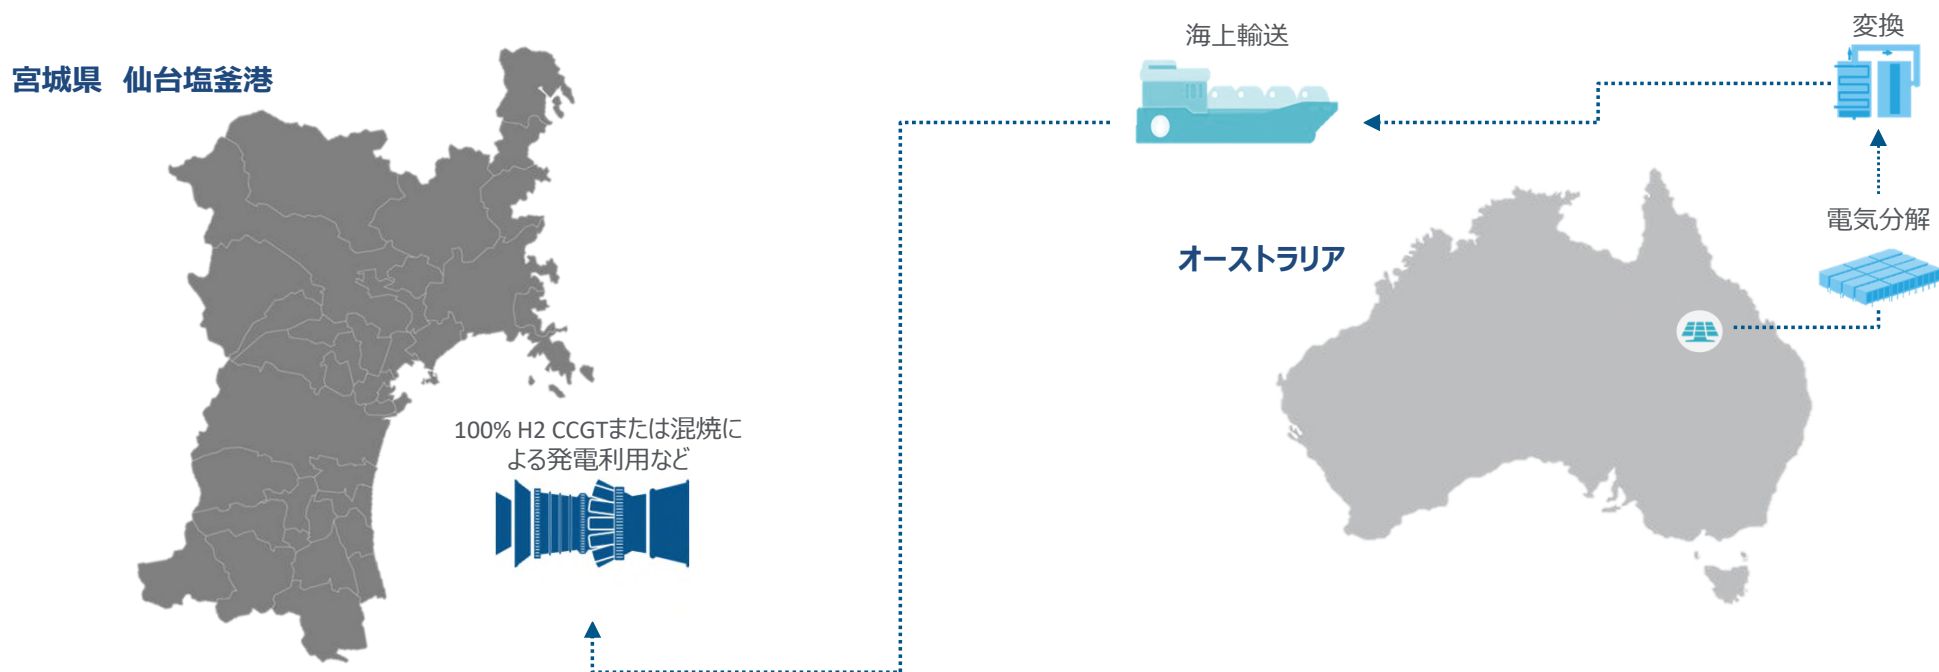 宮城県 仙台塩釜港
海上輸送
変換
電気分解
オーストラリア
100% H2 CCGTまたは混焼に
よる発電利用など